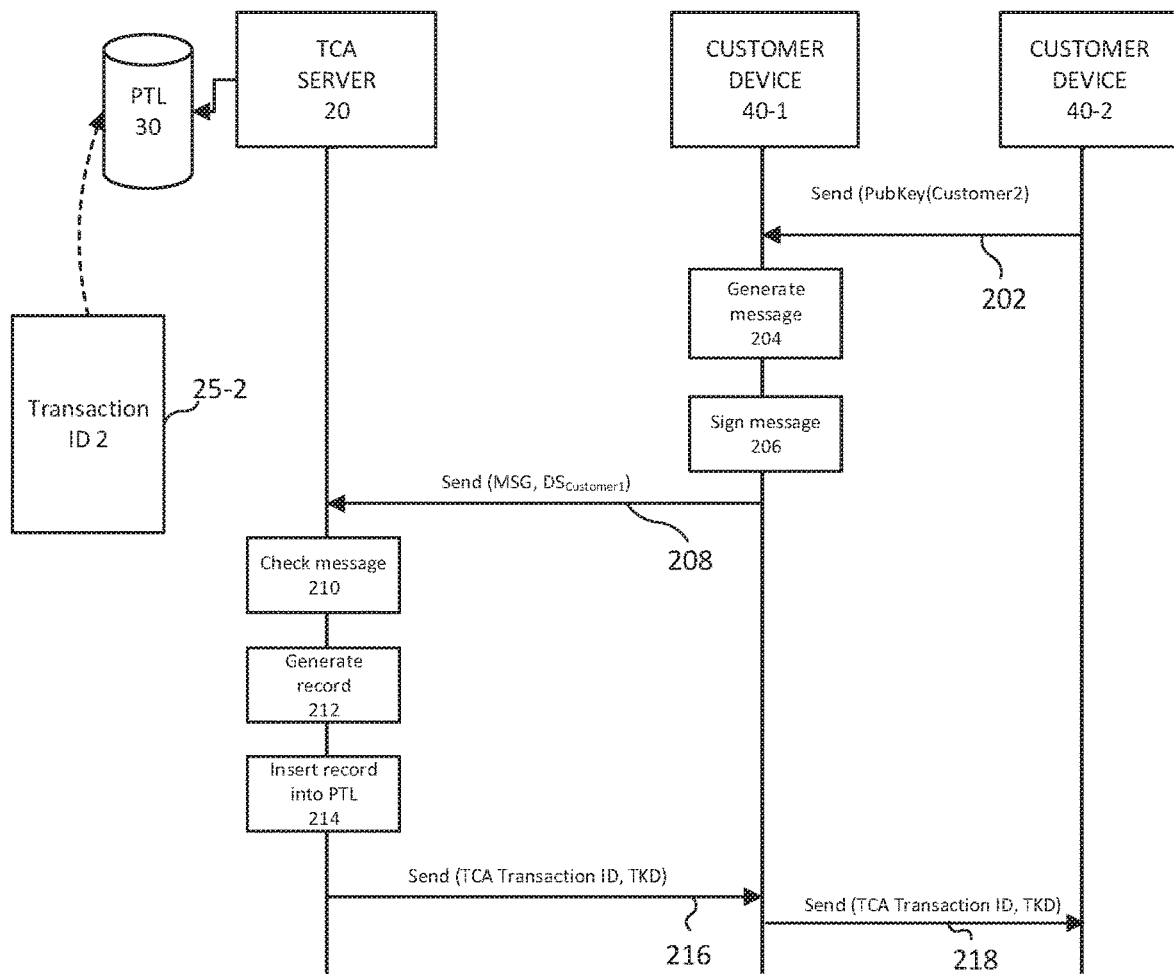 PTL
30
TCA
SERVER
20
CUSTOMER
DEVICE
40-1
CUSTOMER
DEVICE
40-2
Send (PubKey(Customer2)
202
Generate
message
204
Transaction
ID 2
25-2
Sign message
206
Send (MSG, DSCustomer1)
208
Check message
210
Generate
record
212
Insert record
into PTL
214
Send (TCA Transaction ID, TKD)
216
Send (TCA Transaction ID, TKD)
218